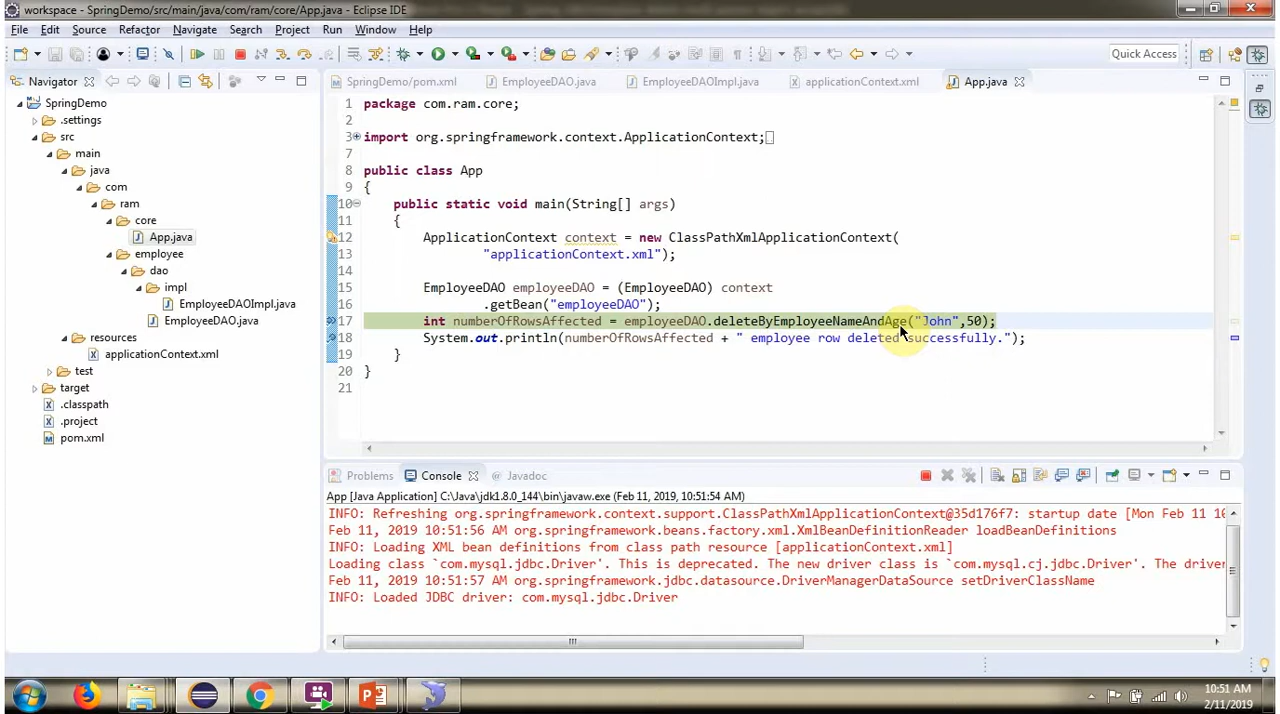 workspace - SpringDemo/src/main/java/com/ram/core/App.java - Eclipse IDE
File Edit Source Refactor Navigate Search Project Run Window Help
Quick Access
Navigator
SpringDemo
.settings
src
main
java
com
ram
core
App.java
employee
dao
impl
EmployeeDAOImpl.java
EmployeeDAO.java
resources
applicationContext.xml
test
target
.classpath
.project
pom.xml
SpringDemo/pom.xml EmployeeDAO.java EmployeeDAOImpl.java applicationContext.xml App.java
1 package com.ram.core;
2
3 import org.springframework.context.ApplicationContext;
7
8 public class App
9 {
10 public static void main(String[] args)
11 {
12 ApplicationContext context = new ClassPathXmlApplicationContext(
13 "applicationContext.xml");
14
15 EmployeeDAO employeeDAO = (EmployeeDAO) context
16 .getBean("employeeDAO");
17 int numberOfRowsAffected = employeeDAO.deleteByEmployeeNameAndAge("John",50);
18 System.out.println(numberOfRowsAffected + " employee row deleted successfully.");
19 }
20 }
21
Problems Console Javadoc
App [Java Application] C:\Java\jdk1.8.0_144\bin\javaw.exe (Feb 11, 2019, 10:51:54 AM)
INFO: Refreshing org.springframework.context.support.ClassPathXmlApplicationContext@35d176f7: startup date [Mon Feb 11 10
Feb 11, 2019 10:51:56 AM org.springframework.beans.factory.xml.XmlBeanDefinitionReader loadBeanDefinitions
INFO: Loading XML bean definitions from class path resource [applicationContext.xml]
Loading class `com.mysql.jdbc.Driver'. This is deprecated. The new driver class is `com.mysql.cj.jdbc.Driver'. The driver
Feb 11, 2019 10:51:57 AM org.springframework.jdbc.datasource.DriverManagerDataSource setDriverClassName
INFO: Loaded JDBC driver: com.mysql.jdbc.Driver
10:51 AM
2/11/2019